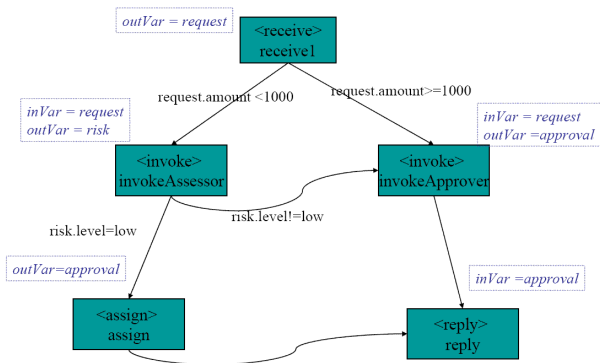 outVar = request
<receive>
receive1
request.amount <1000
request.amount>=1000
inVar = request
outVar = risk
inVar = request
outVar =approval
<invoke>
invokeAssessor
<invoke>
invokeApprover
risk.level!=low
risk.level=low
outVar=approval
inVar =approval
<assign>
assign
<reply>
reply